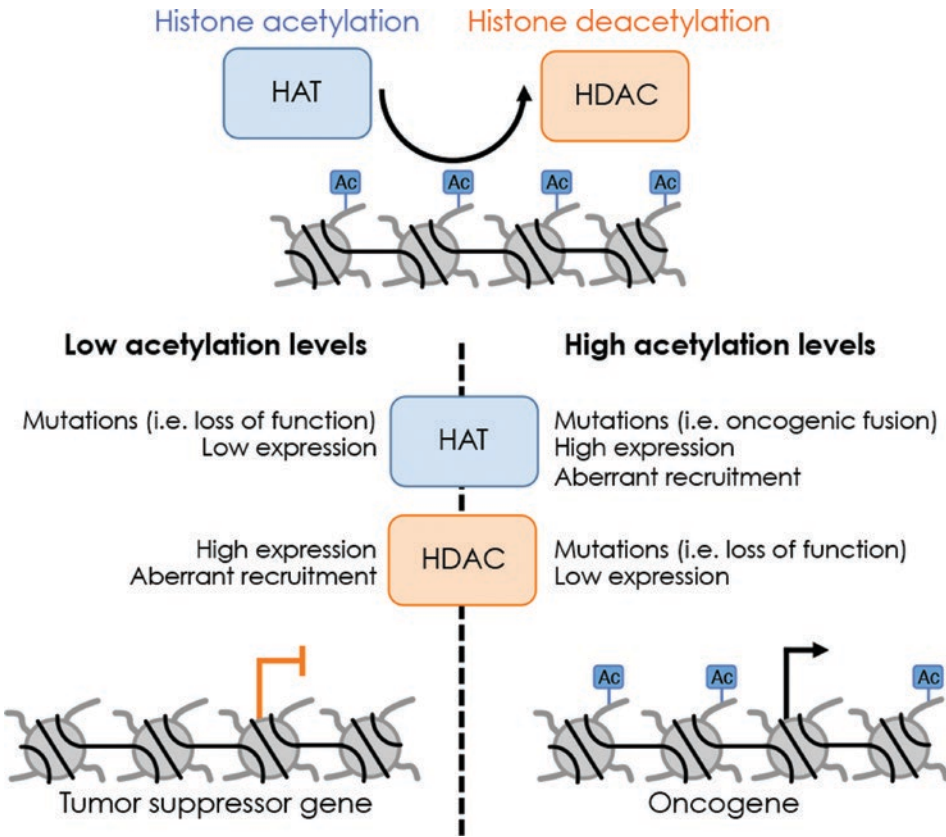 Histone acetylation
Histone deacetylation
HAT
HDAC
Ac
Ac
Ac
Ac
Low acetylation levels
High acetylation levels
Mutations (i.e. loss of function)
Low expression
HAT
Mutations (i.e. oncogenic fusion)
High expression
Aberrant recruitment
High expression
Aberrant recruitment
HDAC
Mutations (i.e. loss of function)
Low expression
Ac
Ac
Ac
Tumor suppressor gene
Oncogene